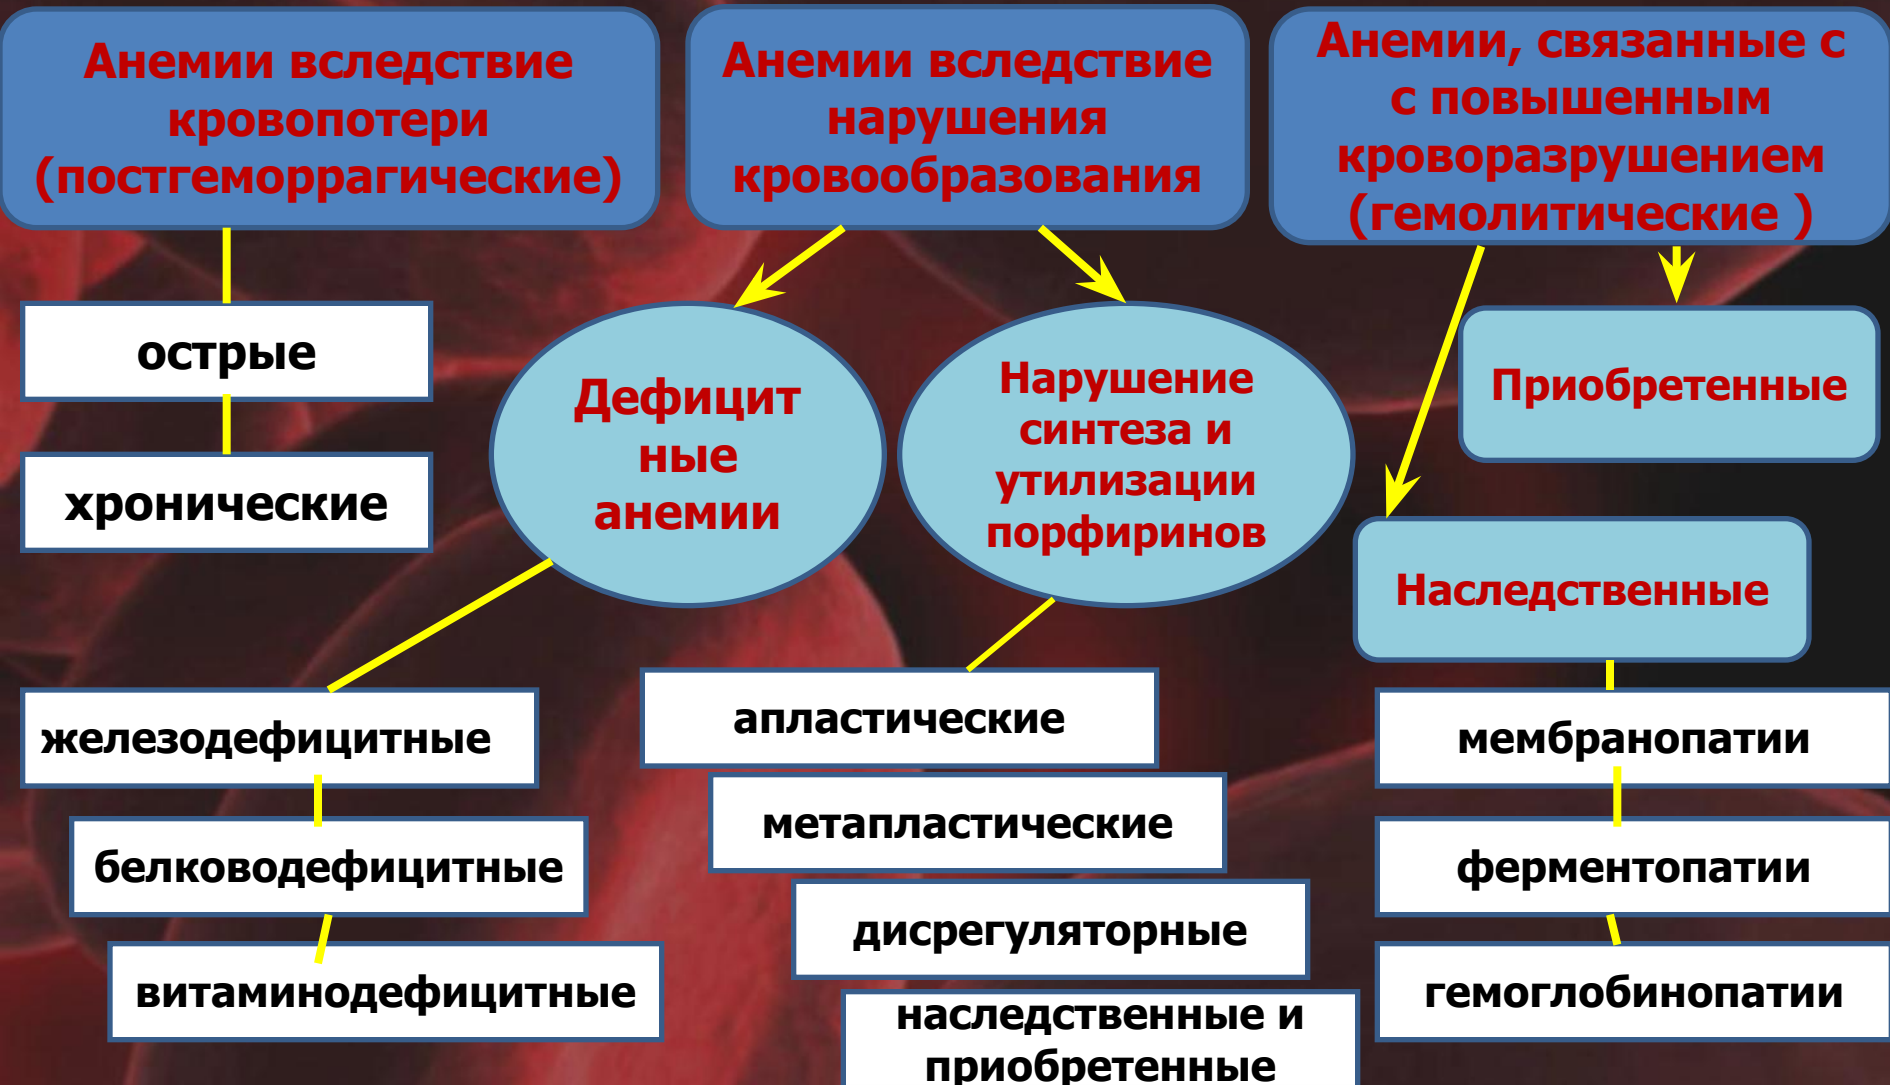 Анемии вследствие
кровопотери
(постгеморрагические)
острые
хронические
Анемии вследствие
нарушения
кровообразования
Дефицит
ные
анемии
железодефицитные
белководефицитные
витаминодефицитные
Нарушение
синтеза и
утилизации
порфиринов
апластические
метапластические
дисрегуляторные
наследственные и
приобретенные
Анемии, связанные с
с повышенным
кроворазрушением
(гемолитические )
Приобретенные
Наследственные
мембранопатии
ферментопатии
гемоглобинопатии